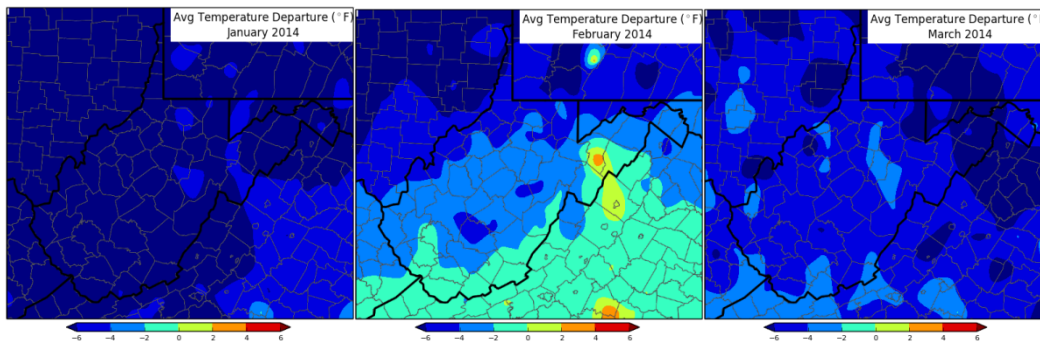 Avg Temperature Departure (°F)
January 2014
−6 −4 −2 0 2 4 6
Avg Temperature Departure (°F)
February 2014
−6 −4 −2 0 2 4 6
Avg Temperature Departure (°F)
March 2014
−6 −4 −2 0 2 4 6